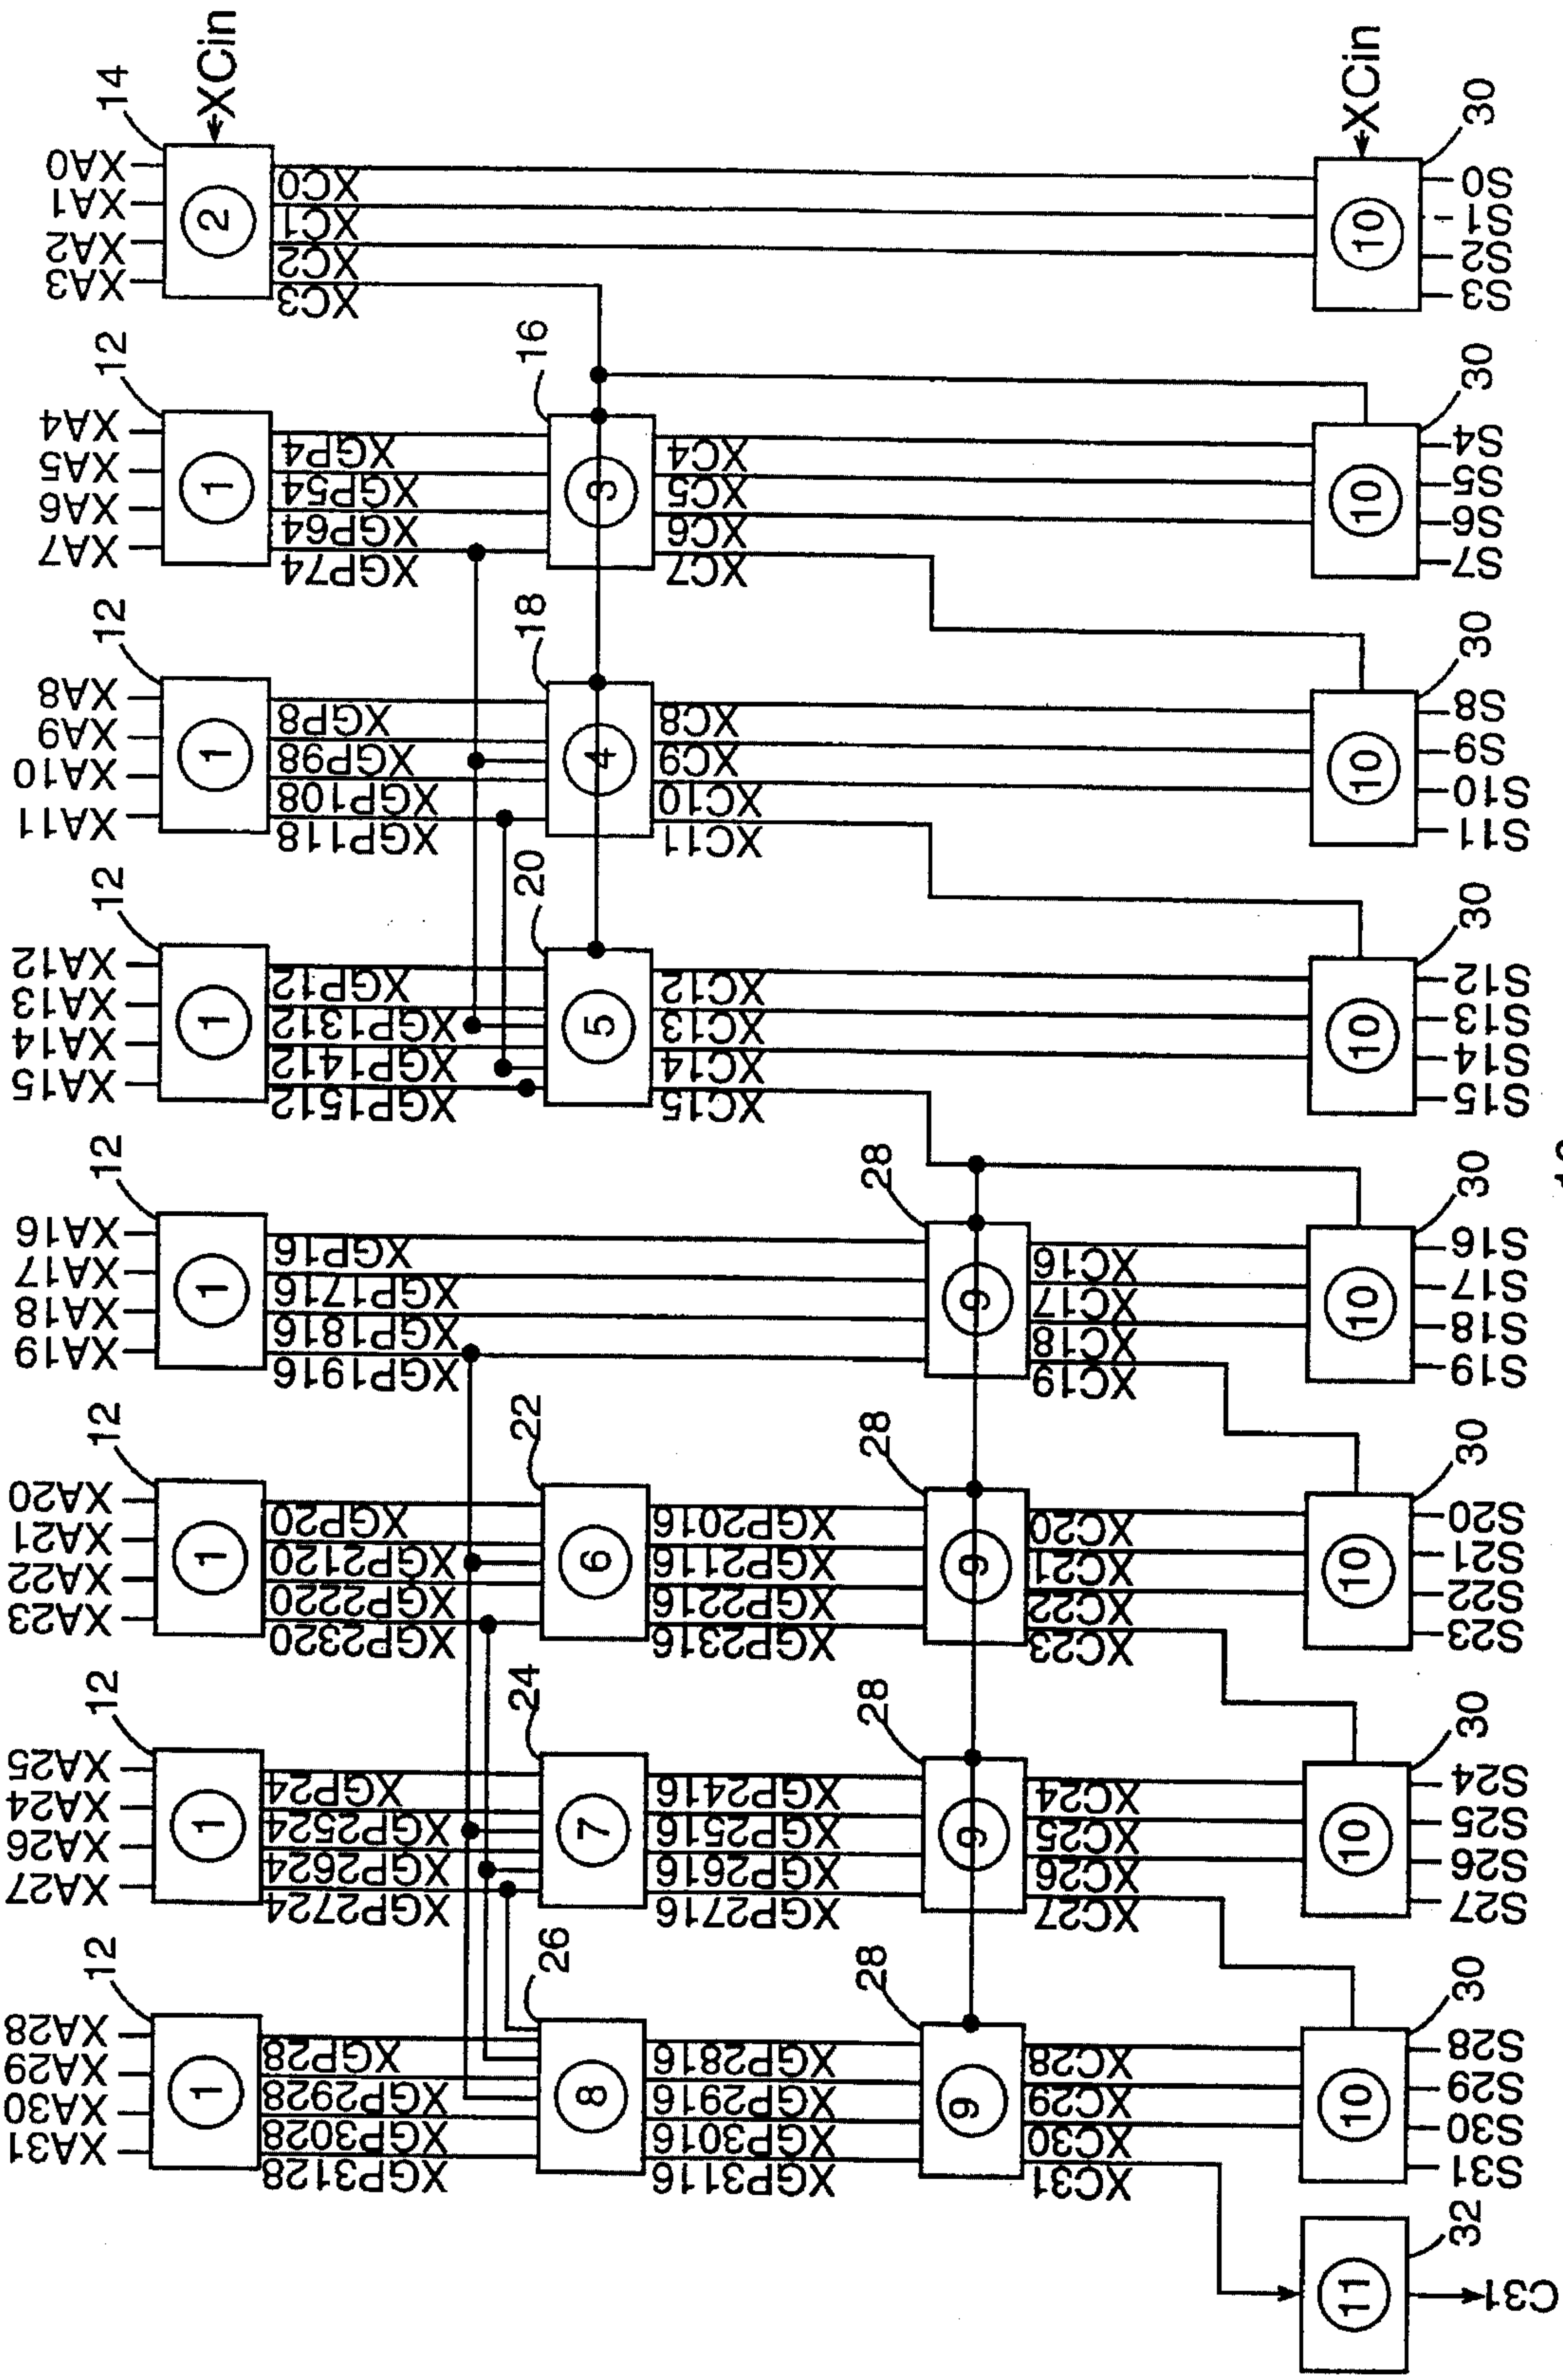 XA31 XA30 XA29 XA28 12
XA27 XA26 XA24 XA25 12
XA23 XA22 XA21 XA20 12
XA19 XA18 XA17 XA16 12
XA15 XA14 XA13 XA12 12
XA11 XA10 XA9 XA8 12
XA7 XA6 XA5 XA4 12
XA3 XA2 XA1 XA0 14
1 1 1 1 1 1 1 2 XCin
XGP3128 XGP3028 XGP2928 XGP28
XGP2724 XGP2624 XGP2524 XGP24
XGP2320 XGP2220 XGP2120 XGP20
XGP1916 XGP1816 XGP1716 XGP16
XGP1512 XGP1412 XGP1312 XGP12
XGP118 XGP108 XGP98 XGP8
XGP74 XGP64 XGP54 XGP4
XC3 XC2 XC1 XC0
26 24 22 20 18 16
8 7 6 5 4 3
XGP3116 XGP3016 XGP2916 XGP2816
XGP2716 XGP2616 XGP2516 XGP2416
XGP2316 XGP2216 XGP2116 XGP2016
XC15 XC14 XC13 XC12
XC11 XC10 XC9 XC8
XC7 XC6 XC5 XC4
28 28 28 28
9 9 9 9
XC31 XC30 XC29 XC28
XC27 XC26 XC25 XC24
XC23 XC22 XC21 XC20
XC19 XC18 XC17 XC16
11 10 10 10 10 10 10 10 10 XCin
C31 32
S31 S30 S29 S28 30
S27 S26 S25 S24 30
S23 S22 S21 S20 30
S19 S18 S17 S16 30
S15 S14 S13 S12 30
S11 S10 S9 S8 30
S7 S6 S5 S4 30
S3 S2 S1 S0 30